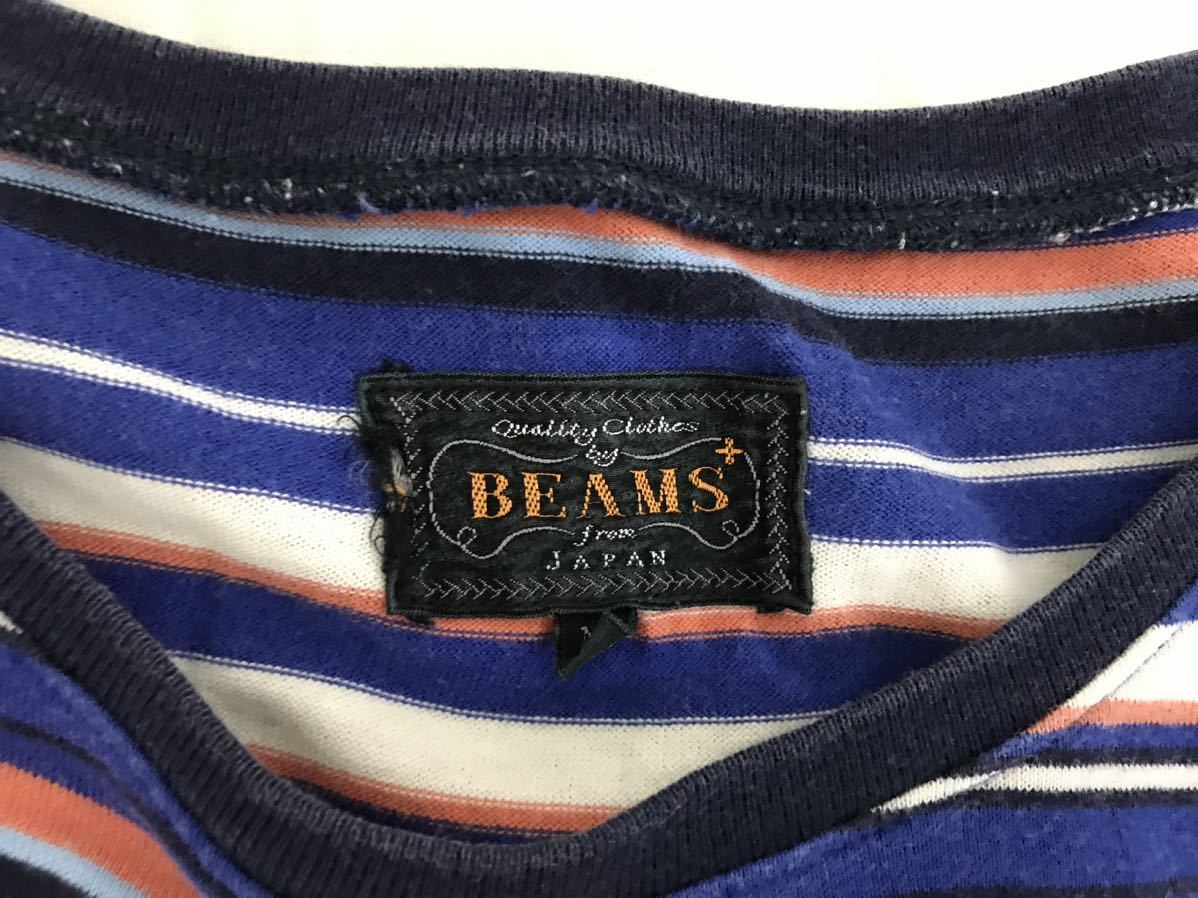 Quality Clothes
by
BEAMS+
from
JAPAN